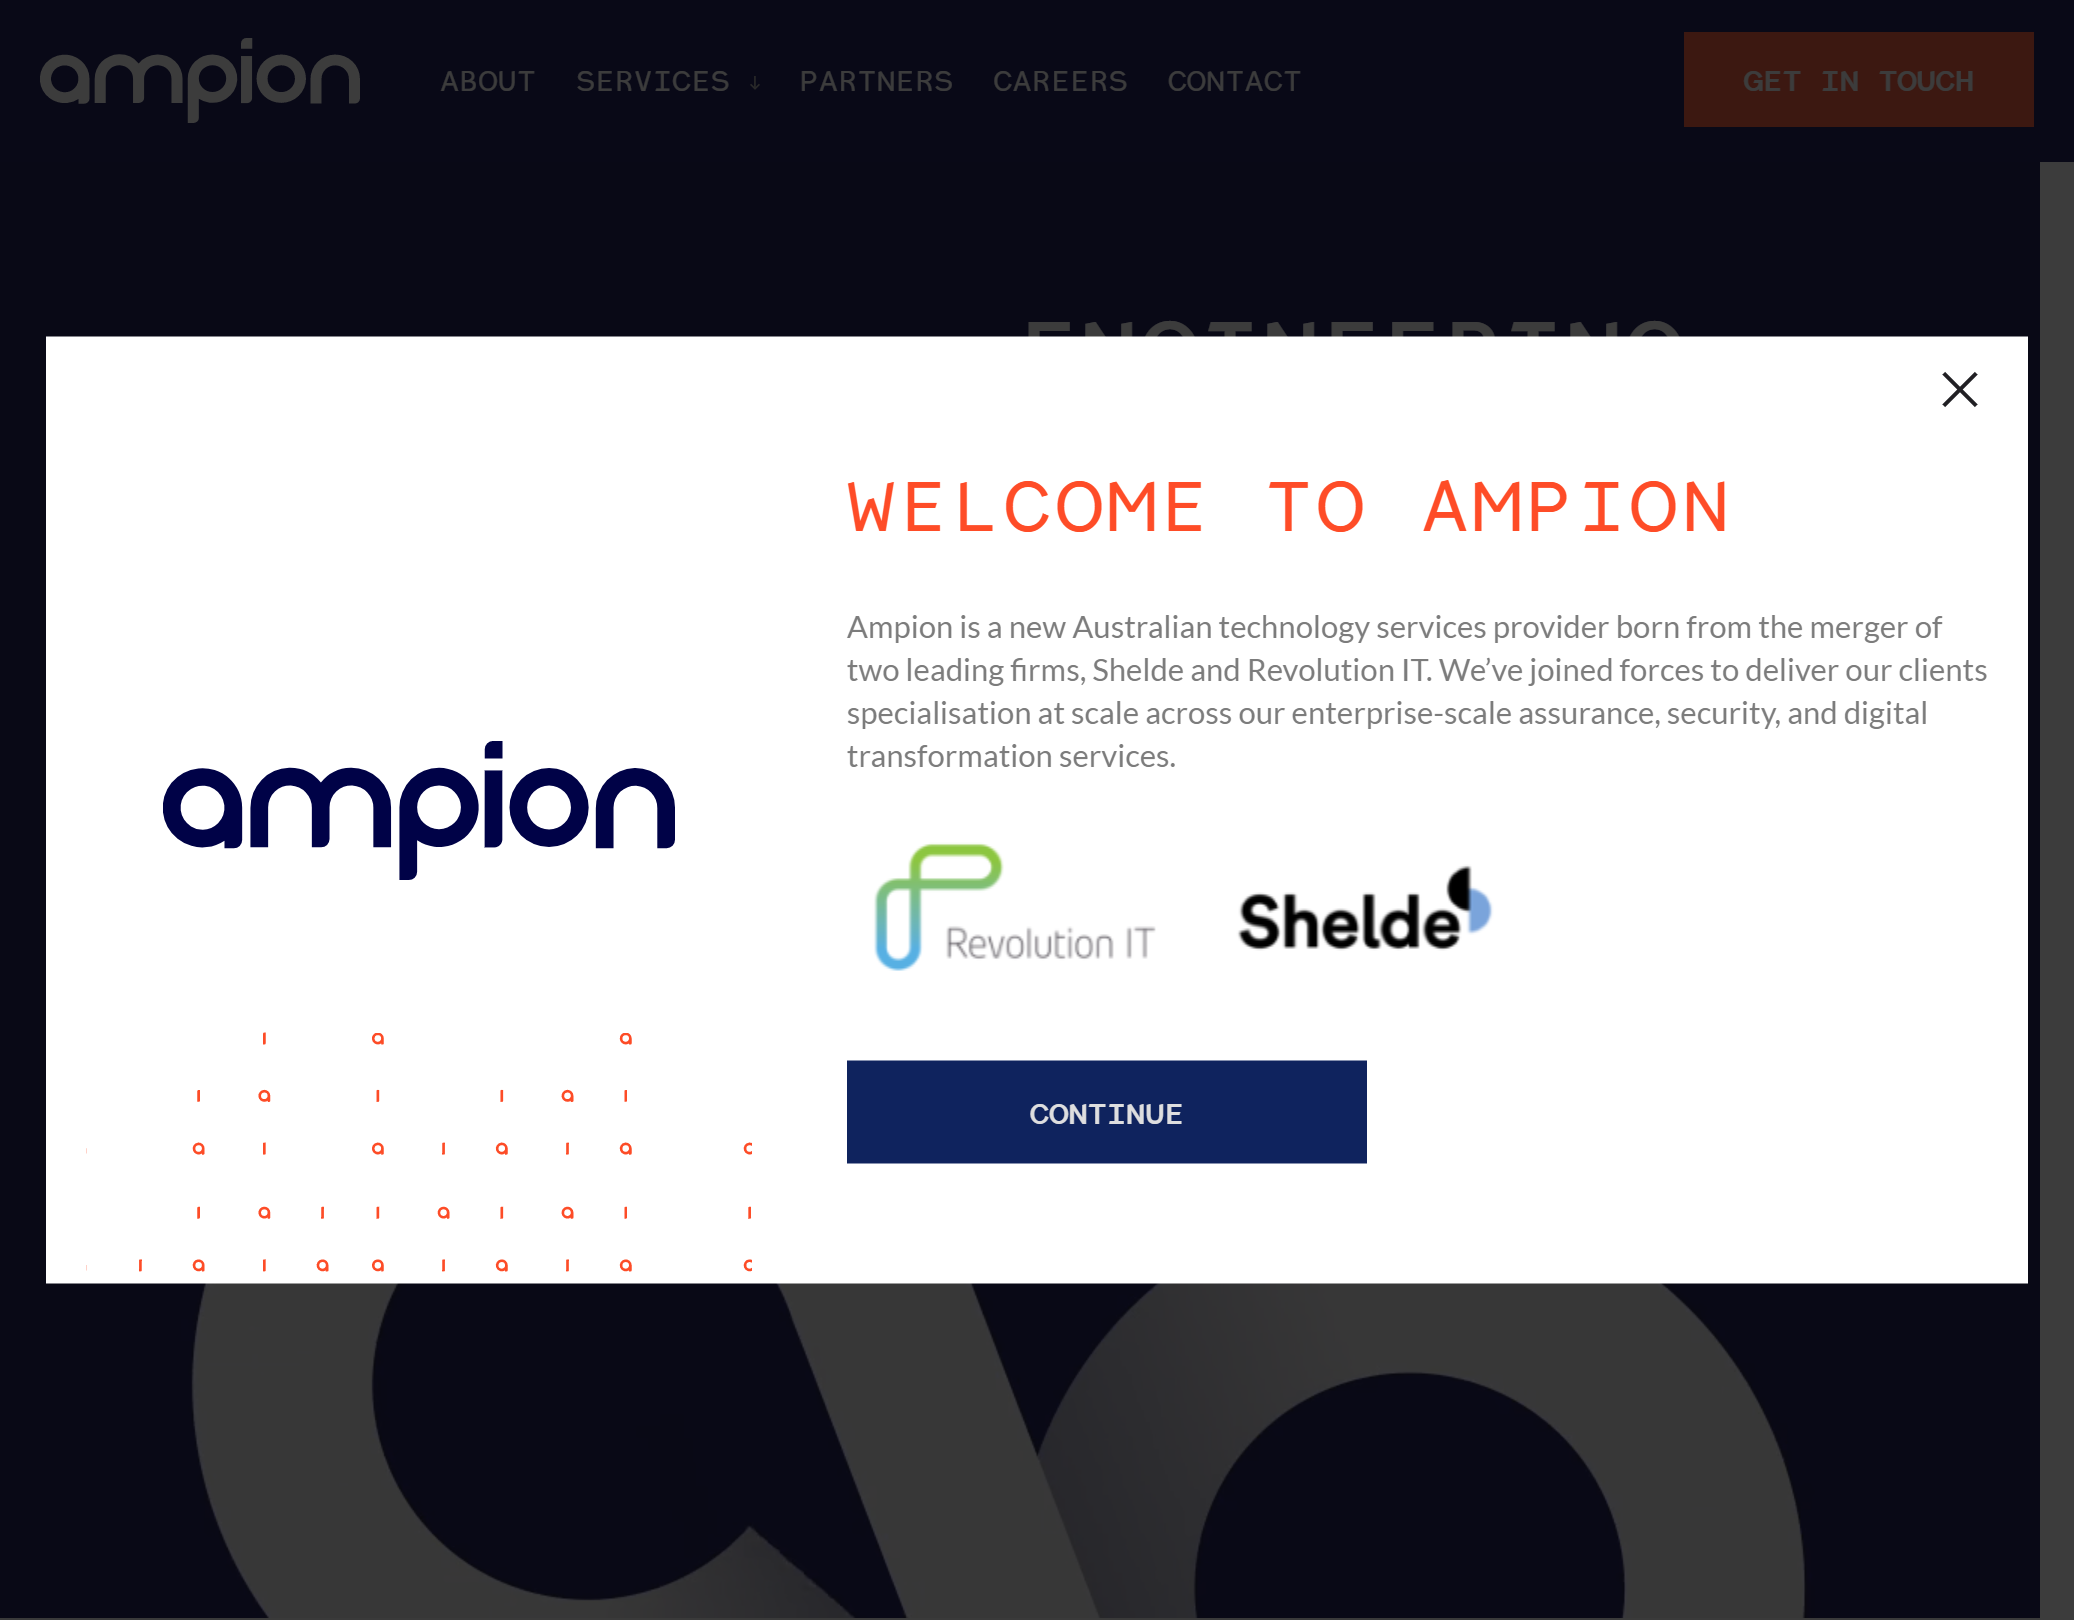 ampion
ABOUT SERVICES ↓ PARTNERS CAREERS CONTACT
GET IN TOUCH
ENGINEERING
WELCOME TO AMPION
Ampion is a new Australian technology services provider born from the merger of
two leading firms, Shelde and Revolution IT. We’ve joined forces to deliver our clients
specialisation at scale across our enterprise-scale assurance, security, and digital
transformation services.
ampion
Revolution IT
Shelde
CONTINUE